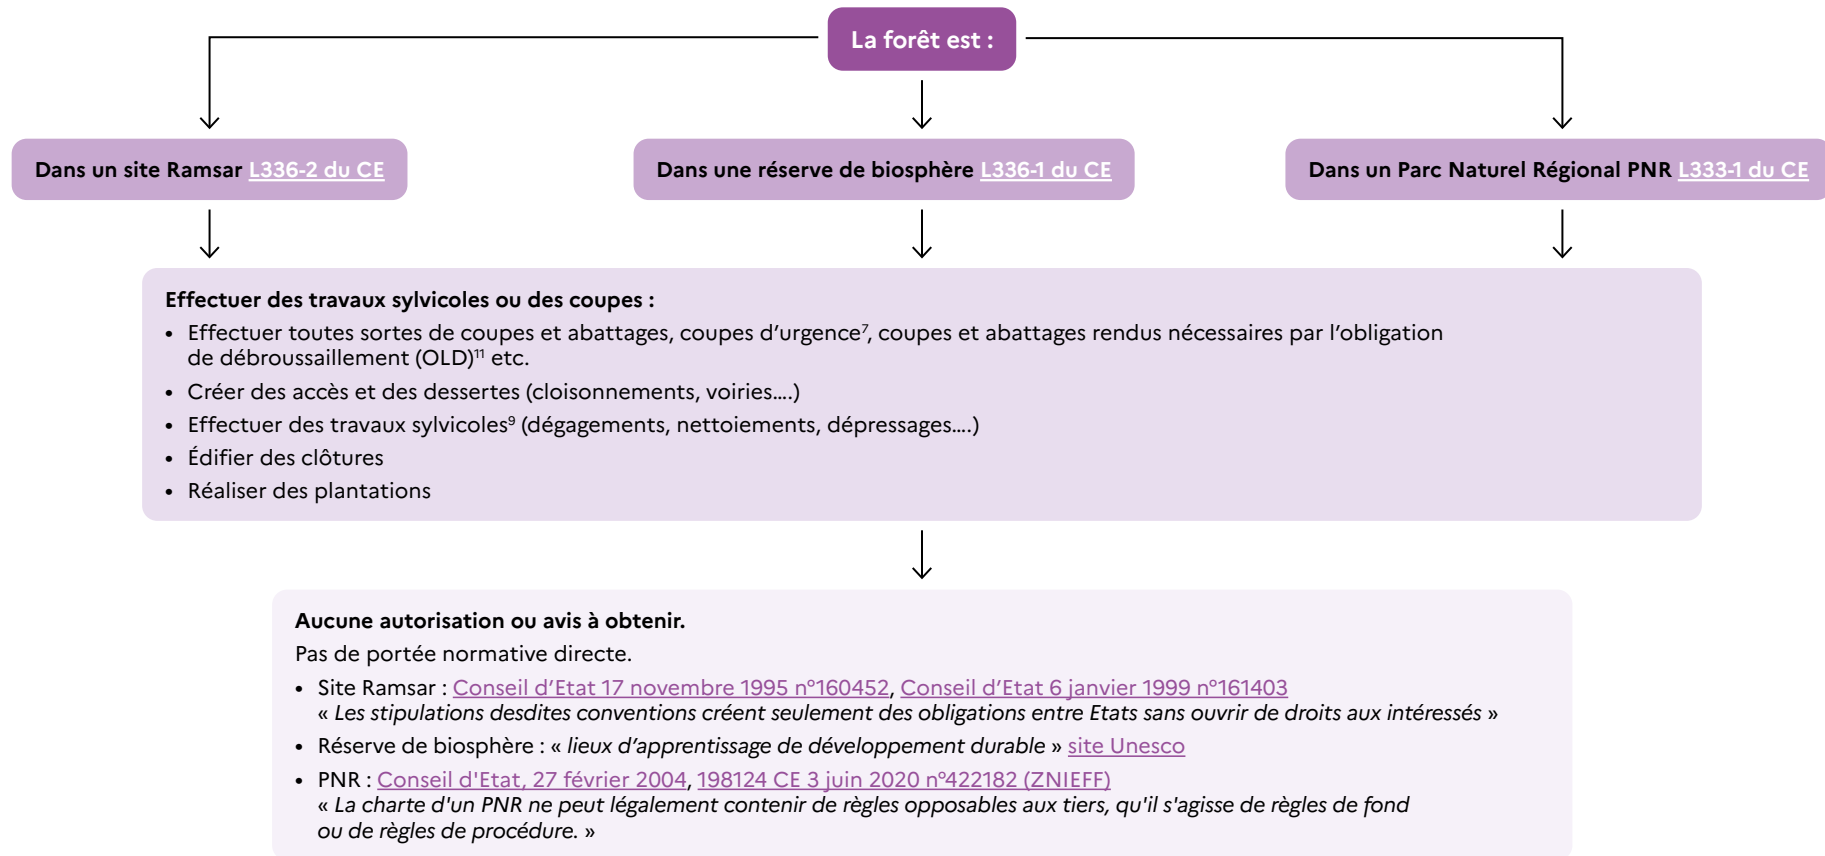 La forêt est :
Dans un site Ramsar L336-2 du CE
Dans une réserve de biosphère L336-1 du CE
Dans un Parc Naturel Régional PNR L333-1 du CE
Effectuer des travaux sylvicoles ou des coupes :
• Effectuer toutes sortes de coupes et abattages, coupes d’urgence⁷, coupes et abattages rendus nécessaires par l’obligation
de débroussaillement (OLD)¹¹ etc.
• Créer des accès et des dessertes (cloisonnements, voiries….)
• Effectuer des travaux sylvicoles⁹ (dégagements, nettoiements, dépressages….)
• Édifier des clôtures
• Réaliser des plantations
Aucune autorisation ou avis à obtenir.
Pas de portée normative directe.
• Site Ramsar : Conseil d’Etat 17 novembre 1995 n°160452, Conseil d’Etat 6 janvier 1999 n°161403
« Les stipulations desdites conventions créent seulement des obligations entre Etats sans ouvrir de droits aux intéressés »
• Réserve de biosphère : « lieux d’apprentissage de développement durable » site Unesco
• PNR : Conseil d'Etat, 27 février 2004, 198124 CE 3 juin 2020 n°422182 (ZNIEFF)
« La charte d'un PNR ne peut légalement contenir de règles opposables aux tiers, qu'il s'agisse de règles de fond
ou de règles de procédure. »